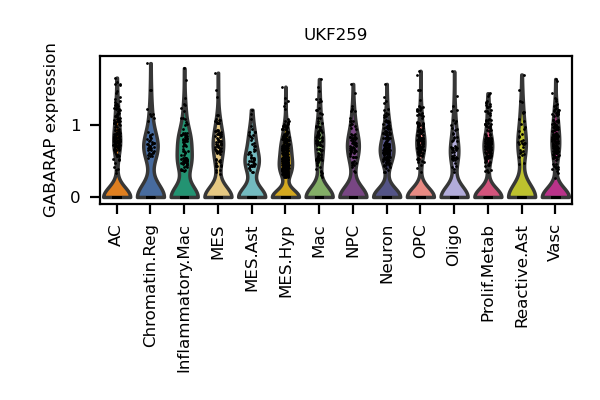 UKF259
GABARAP expression
1
0
AC
Chromatin.Reg
Inflammatory.Mac
MES
MES.Ast
MES.Hyp
Mac
NPC
Neuron
OPC
Oligo
Prolif.Metab
Reactive.Ast
Vasc